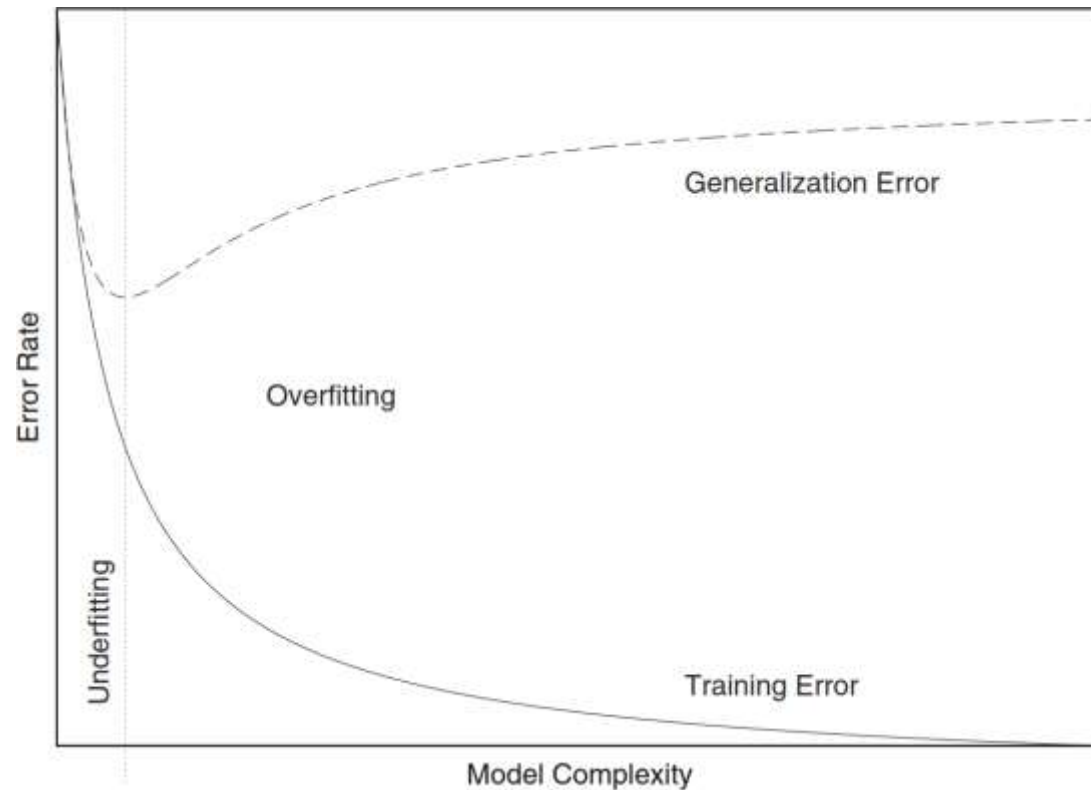 Generalization Error
Error Rate
Overfitting
Underfitting
Training Error
Model Complexity